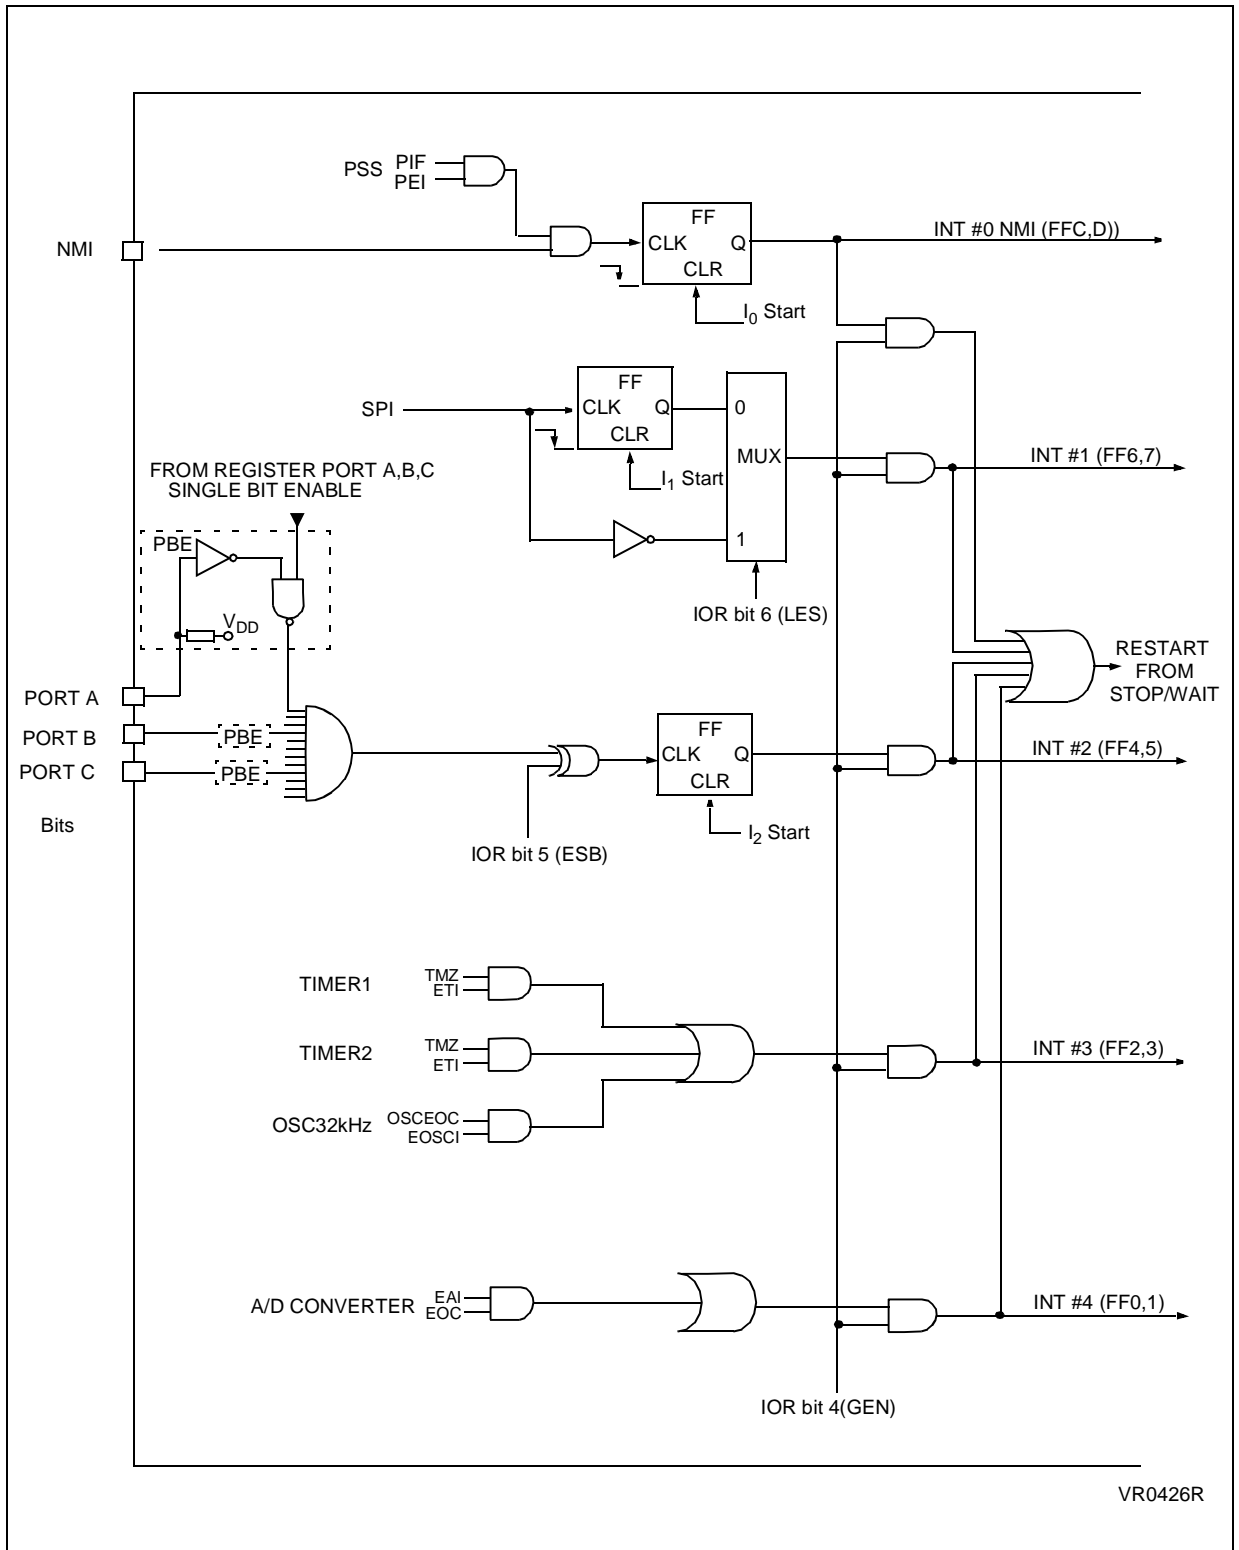 PSS PIF
PEI
NMI
FF
CLK Q
CLR
INT #0 NMI (FFC,D))
I0 Start
SPI
FF
CLK Q
CLR
I1 Start
0
MUX
1
INT #1 (FF6,7)
FROM REGISTER PORT A,B,C
SINGLE BIT ENABLE
PBE
VDD
IOR bit 6 (LES)
RESTART
FROM
STOP/WAIT
PORT A
PORT B
PBE
PORT C
PBE
Bits
FF
CLK Q
CLR
INT #2 (FF4,5)
I2 Start
IOR bit 5 (ESB)
TIMER1 TMZ
ETI
TIMER2 TMZ
ETI
INT #3 (FF2,3)
OSC32kHz OSCEOC
EOSCI
A/D CONVERTER EAI
EOC
INT #4 (FF0,1)
IOR bit 4(GEN)
VR0426R